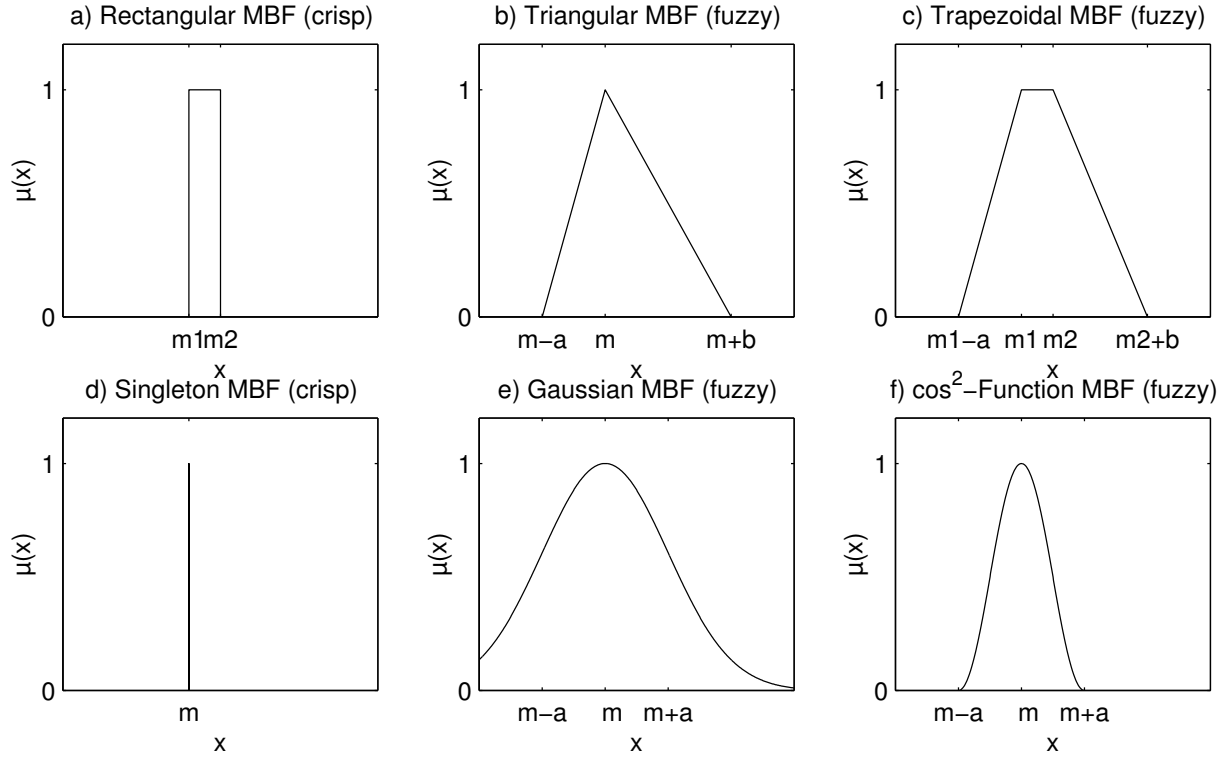 a) Rectangular MBF (crisp)
1
μ(x)
0
m1m2
x
b) Triangular MBF (fuzzy)
1
μ(x)
0
m−a m m+b
x
c) Trapezoidal MBF (fuzzy)
1
μ(x)
0
m1−a m1 m2 m2+b
x
d) Singleton MBF (crisp)
1
μ(x)
0
m
x
e) Gaussian MBF (fuzzy)
1
μ(x)
0
m−a m m+a
x
f) cos²−Function MBF (fuzzy)
1
μ(x)
0
m−a m m+a
x